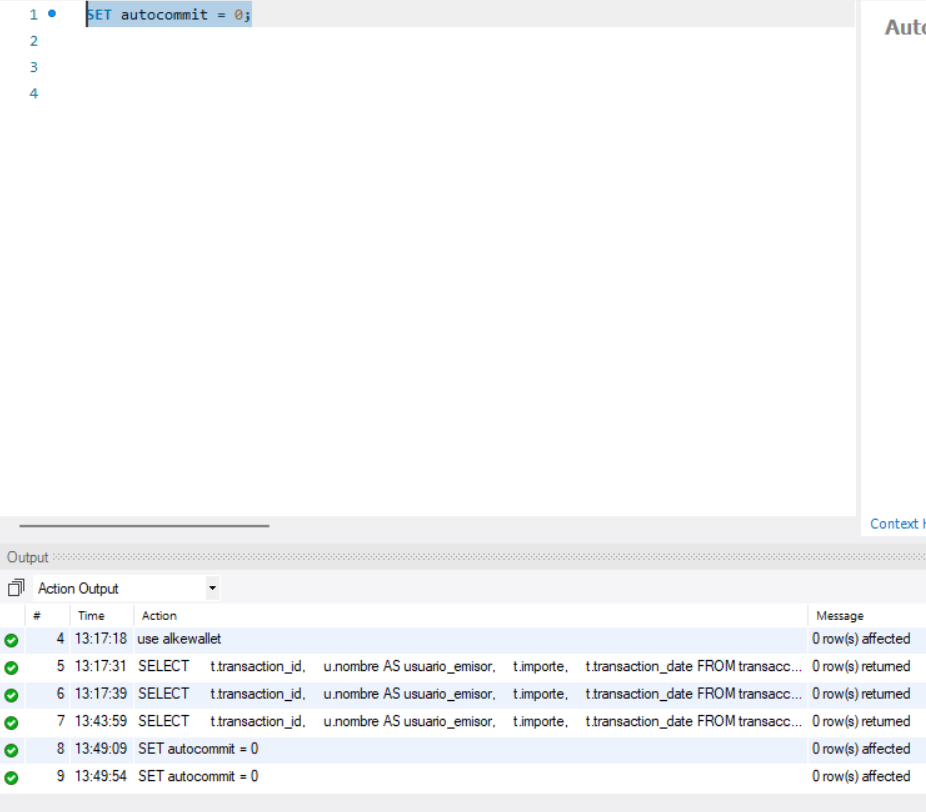 1 SET autocommit = 0;
2
3
4
Context
Output
Action Output
# Time Action Message
4 13:17:18 use alkewallet 0 row(s) affected
5 13:17:31 SELECT t.transaction_id, u.nombre AS usuario_emisor, t.importe, t.transaction_date FROM transacc... 0 row(s) returned
6 13:17:39 SELECT t.transaction_id, u.nombre AS usuario_emisor, t.importe, t.transaction_date FROM transacc... 0 row(s) returned
7 13:43:59 SELECT t.transaction_id, u.nombre AS usuario_emisor, t.importe, t.transaction_date FROM transacc... 0 row(s) returned
8 13:49:09 SET autocommit = 0 0 row(s) affected
9 13:49:54 SET autocommit = 0 0 row(s) affected